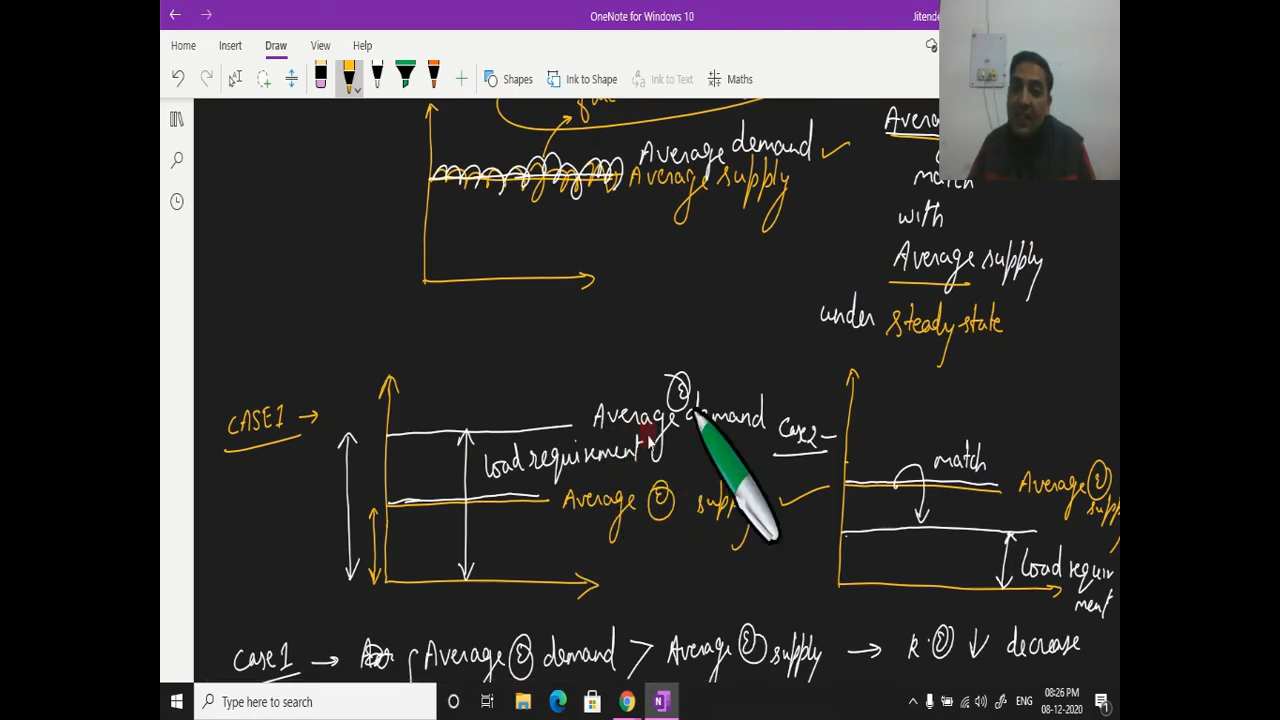 OneNote for Windows 10
Jitende
Home Insert Draw View Help
Shapes Ink to Shape Ink to Text Maths
Average demand
Average supply
Avera
match
with
Average supply
under steady state
CASE1 →
Average E demand
load requirement
Average E supply
Case2 -
match
Average E
supply
load requir
ment
Case1 → Average E demand > Average E supply → K·E ↓ decrease
Type here to search
ENG
08:26 PM
08-12-2020